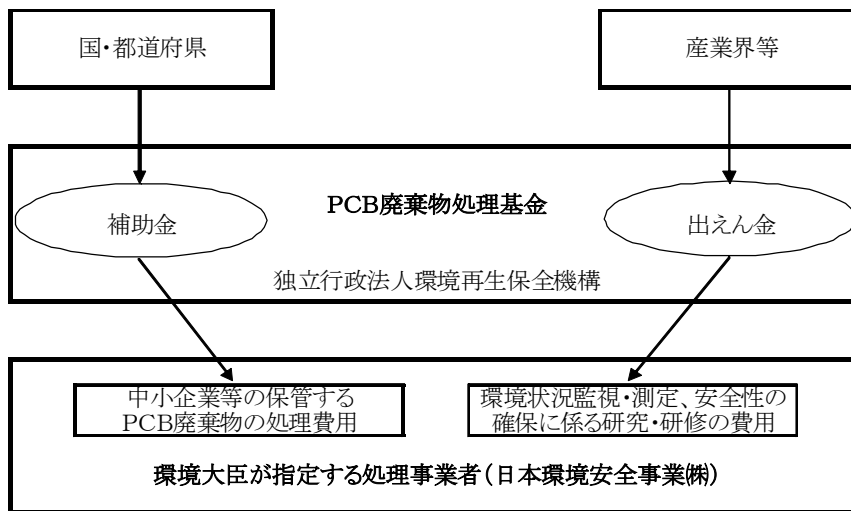 国・都道府県
産業界等
PCB廃棄物処理基金
補助金
出えん金
独立行政法人環境再生保全機構
中小企業等の保管する
PCB廃棄物の処理費用
環境状況監視・測定、安全性の
確保に係る研究・研修の費用
環境大臣が指定する処理事業者(日本環境安全事業㈱)